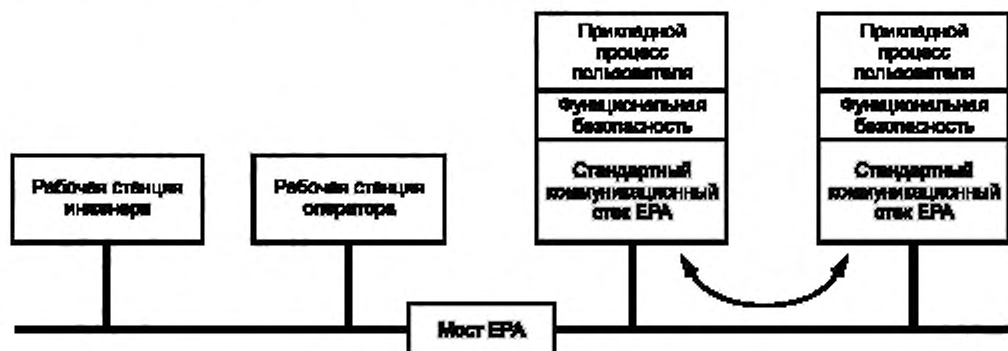 Прикладной
процесс
пользователя
Функциональная
безопасность
Стандартный
коммуникационный
стек EPA
Прикладной
процесс
пользователя
Функциональная
безопасность
Стандартный
коммуникационный
стек EPA
Рабочая станция
инженера
Рабочая станция
оператора
Мост EPA